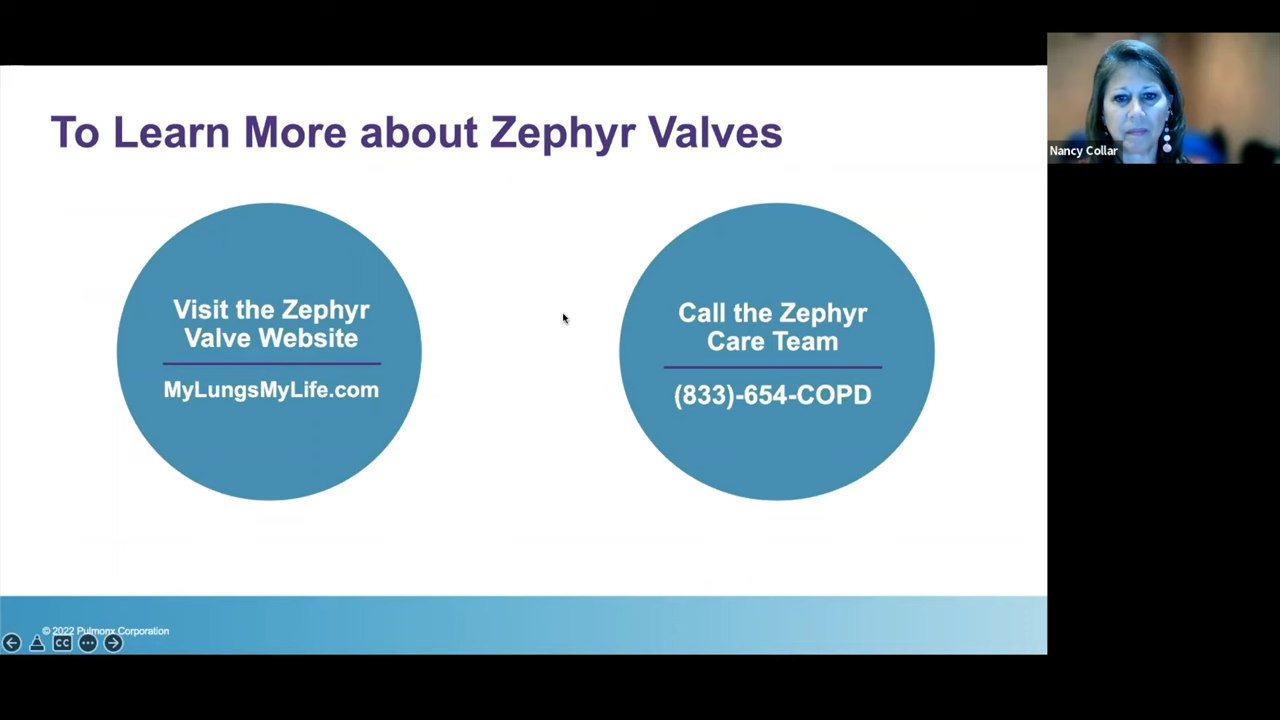 To Learn More about Zephyr Valves
Nancy Collar
Visit the Zephyr
Valve Website
MyLungsMyLife.com
Call the Zephyr
Care Team
(833)-654-COPD
© 2022 Pulmonx Corporation
CC